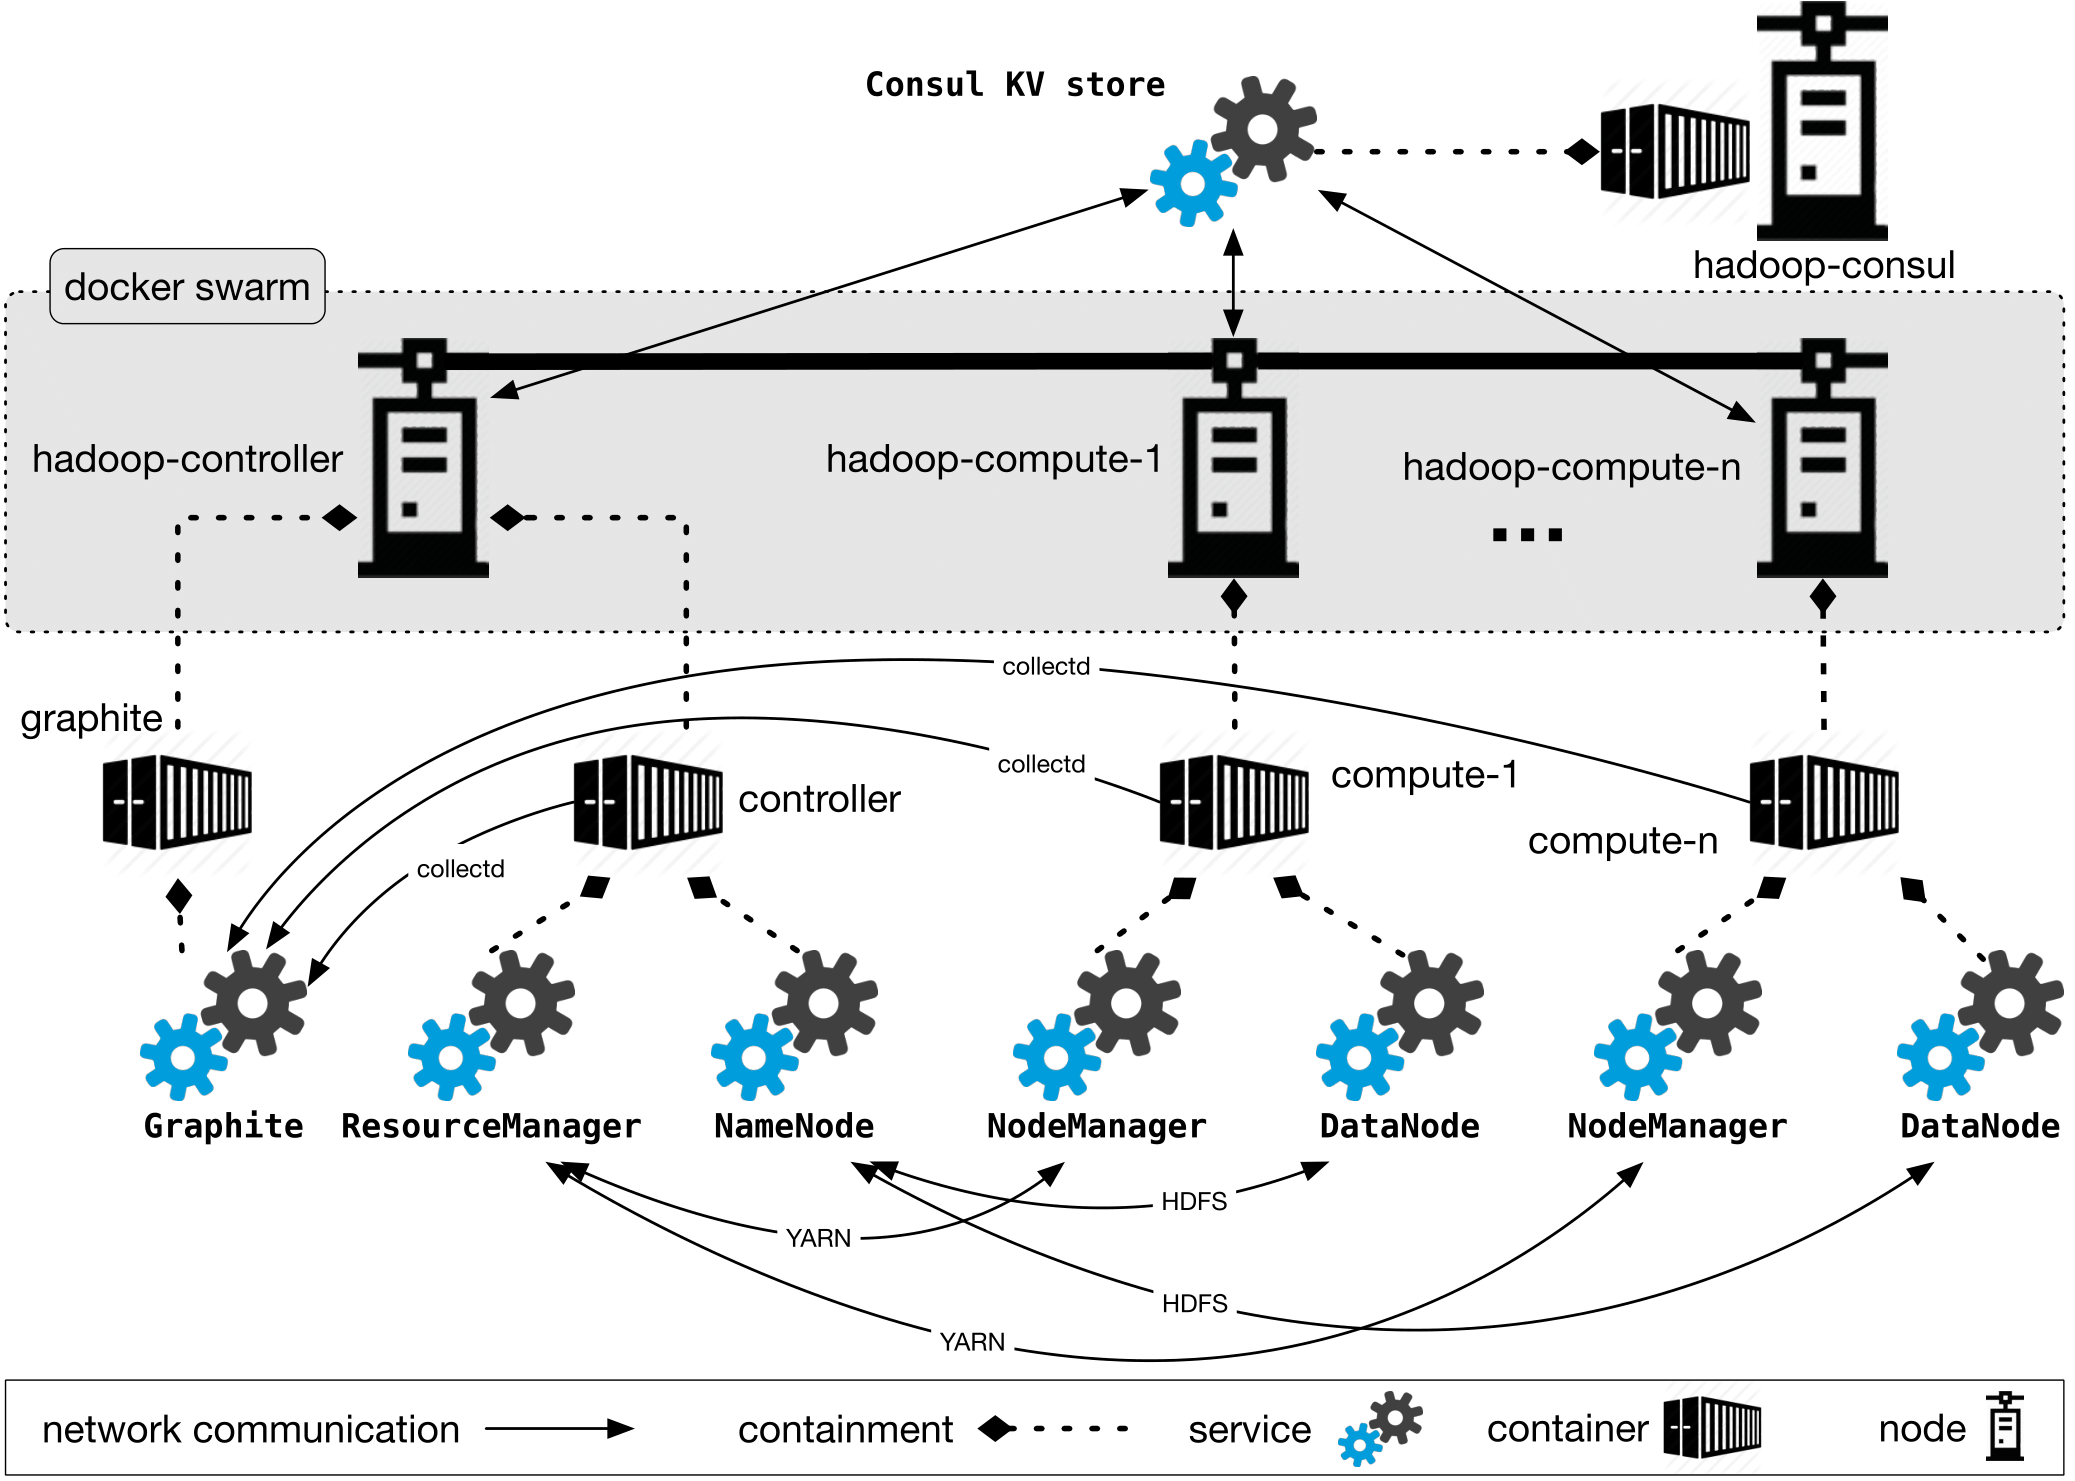 Consul KV store
hadoop-consul
docker swarm
hadoop-controller
hadoop-compute-1
hadoop-compute-n
...
collectd
graphite
collectd
compute-1
controller
compute-n
collectd
Graphite
ResourceManager
NameNode
NodeManager
DataNode
NodeManager
DataNode
HDFS
YARN
HDFS
YARN
network communication
containment
service
container
node